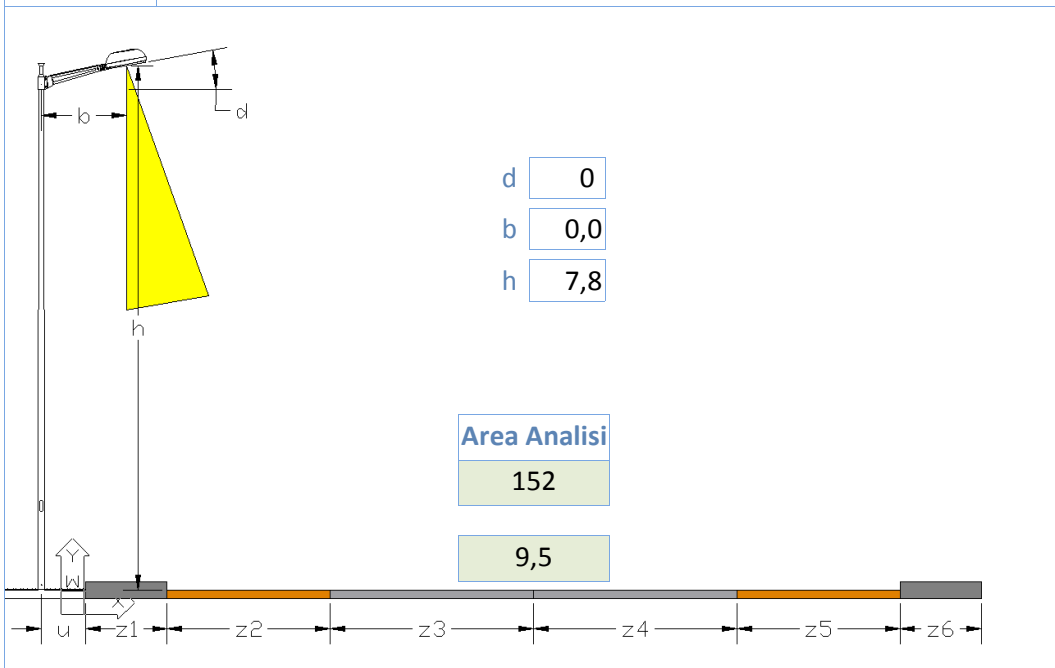 d
b
d 0
b 0,0
h 7,8
h
Area Analisi
152
9,5
Y
W
X
u z1 z2 z3 z4 z5 z6